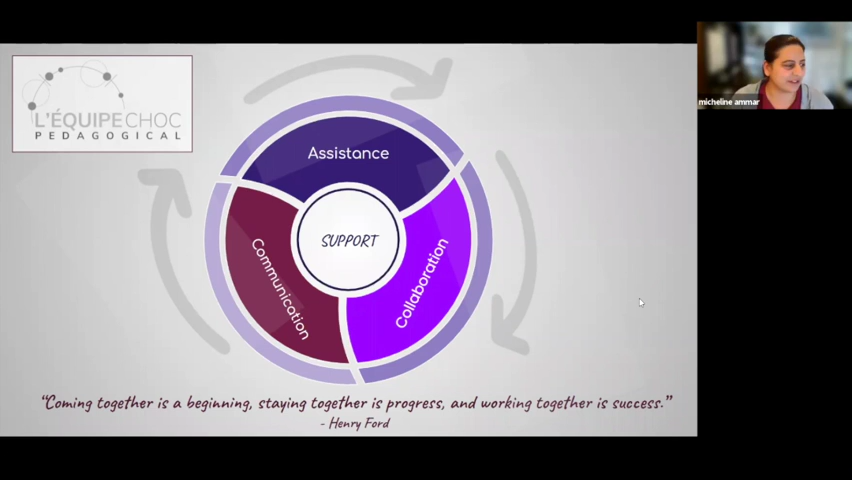 L'ÉQUIPECHOC
PEDAGOGICAL
micheline ammar
Assistance
SUPPORT
Communication
Collaboration
“Coming together is a beginning, staying together is progress, and working together is success.”
- Henry Ford